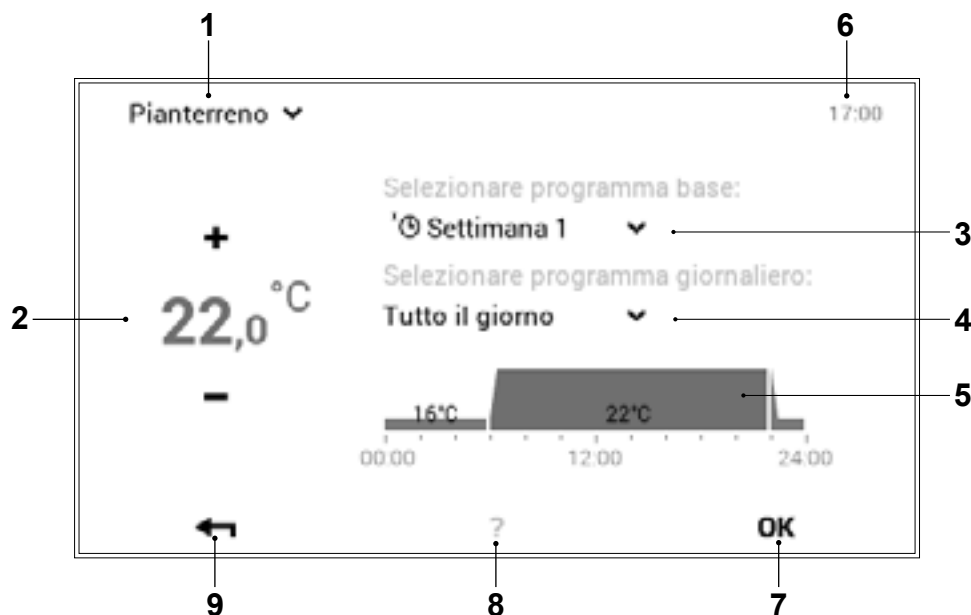 1 6
Pianterreno
17:00
Selezionare programma base:
Settimana 1
3
+
Selezionare programma giornaliero:
2
22,0 °C
Tutto il giorno
4
-
16°C 22°C
5
00:00 12:00 24:00
? OK
9 8 7